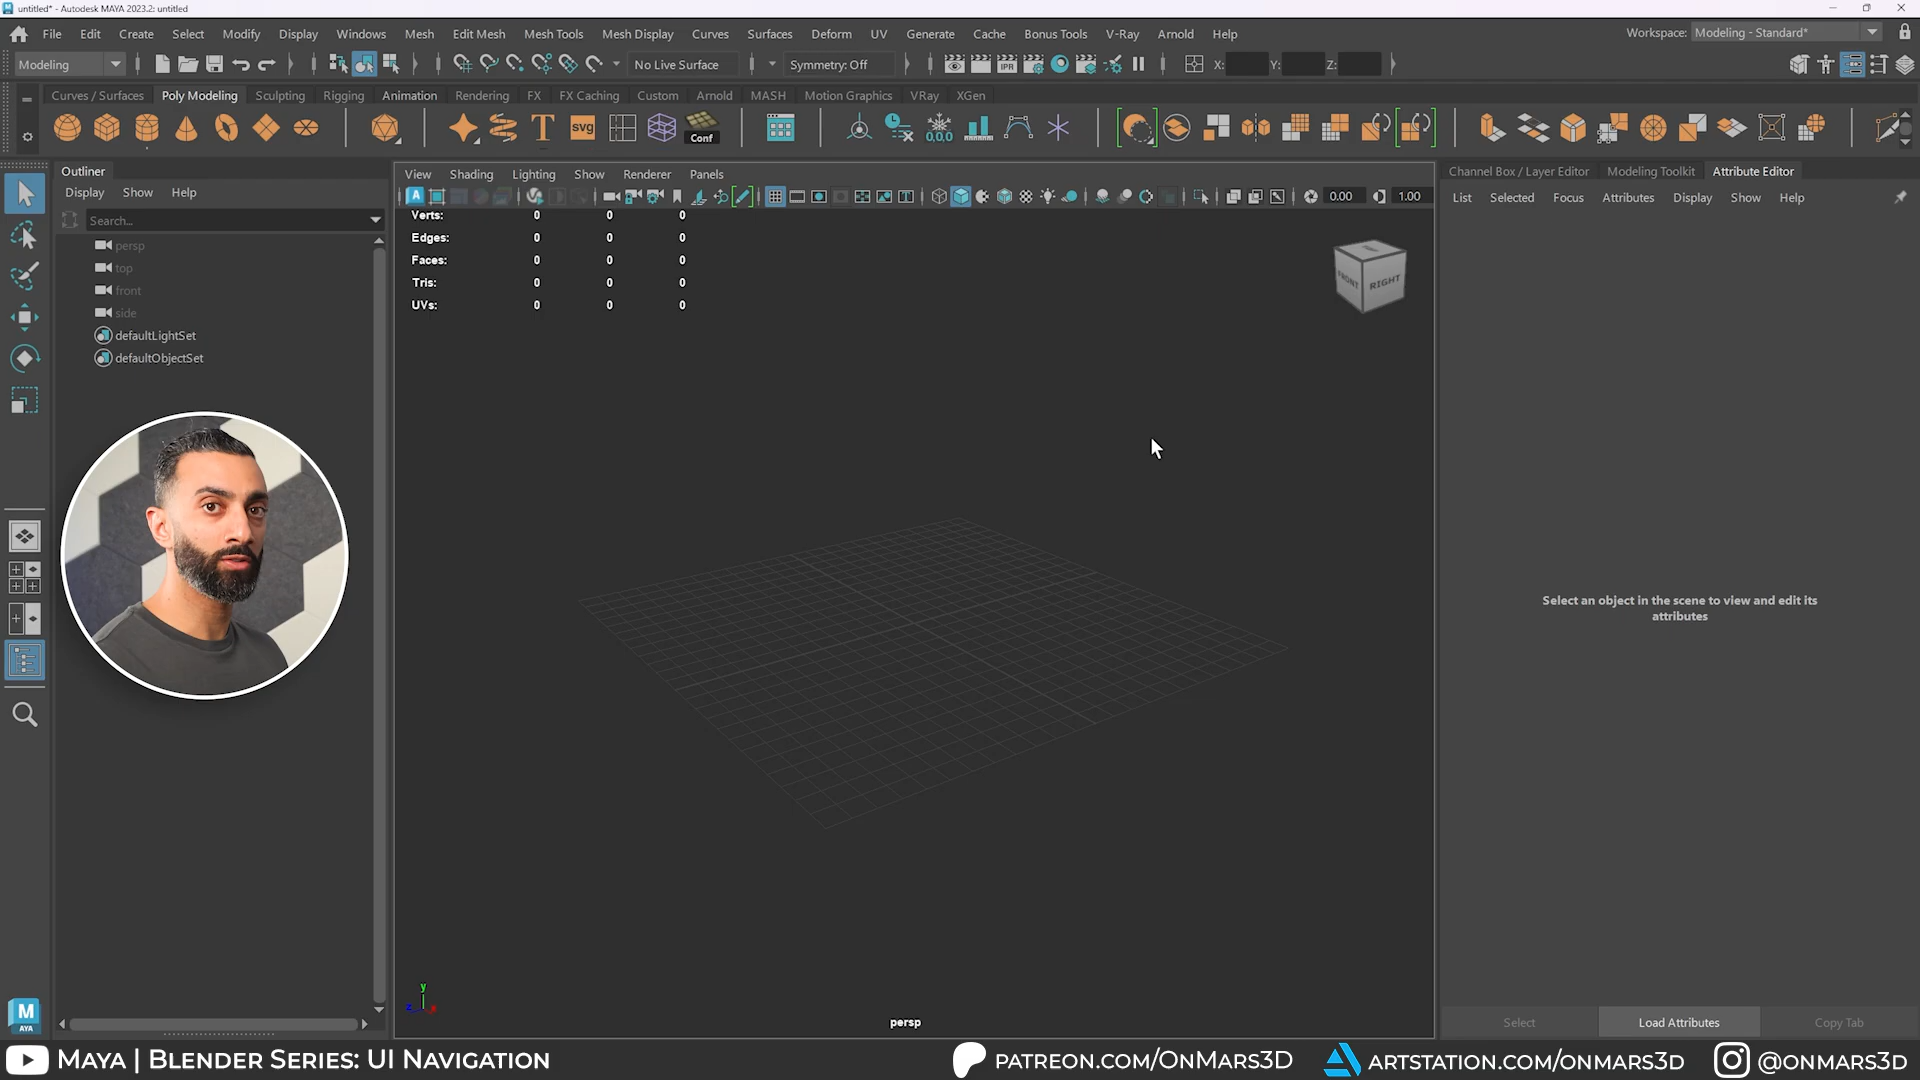 untitled* - Autodesk MAYA 2023.2: untitled
File Edit Create Select Modify Display Windows Mesh Edit Mesh Mesh Tools Mesh Display Curves Surfaces Deform UV Generate Cache Bonus Tools V-Ray Arnold Help Workspace: Modeling - Standard*
Modeling No Live Surface Symmetry: Off IPR X: Y: Z:
Curves / Surfaces Poly Modeling Sculpting Rigging Animation Rendering FX FX Caching Custom Arnold MASH Motion Graphics VRay XGen
T svg Conf 0,0,0
Outliner
Display Show Help
Search...
persp
top
front
side
defaultLightSet
defaultObjectSet
View Shading Lighting Show Renderer Panels
0.00 1.00
Verts: 0 0 0
Edges: 0 0 0
Faces: 0 0 0
Tris: 0 0 0
UVs: 0 0 0
FRONT RIGHT
y
z
persp
Channel Box / Layer Editor Modeling Toolkit Attribute Editor
List Selected Focus Attributes Display Show Help
Select an object in the scene to view and edit its
attributes
Select Load Attributes Copy Tab
M
AYA
MAYA | BLENDER SERIES: UI NAVIGATION PATREON.COM/ONMARS3D ARTSTATION.COM/ONMARS3D @ONMARS3D